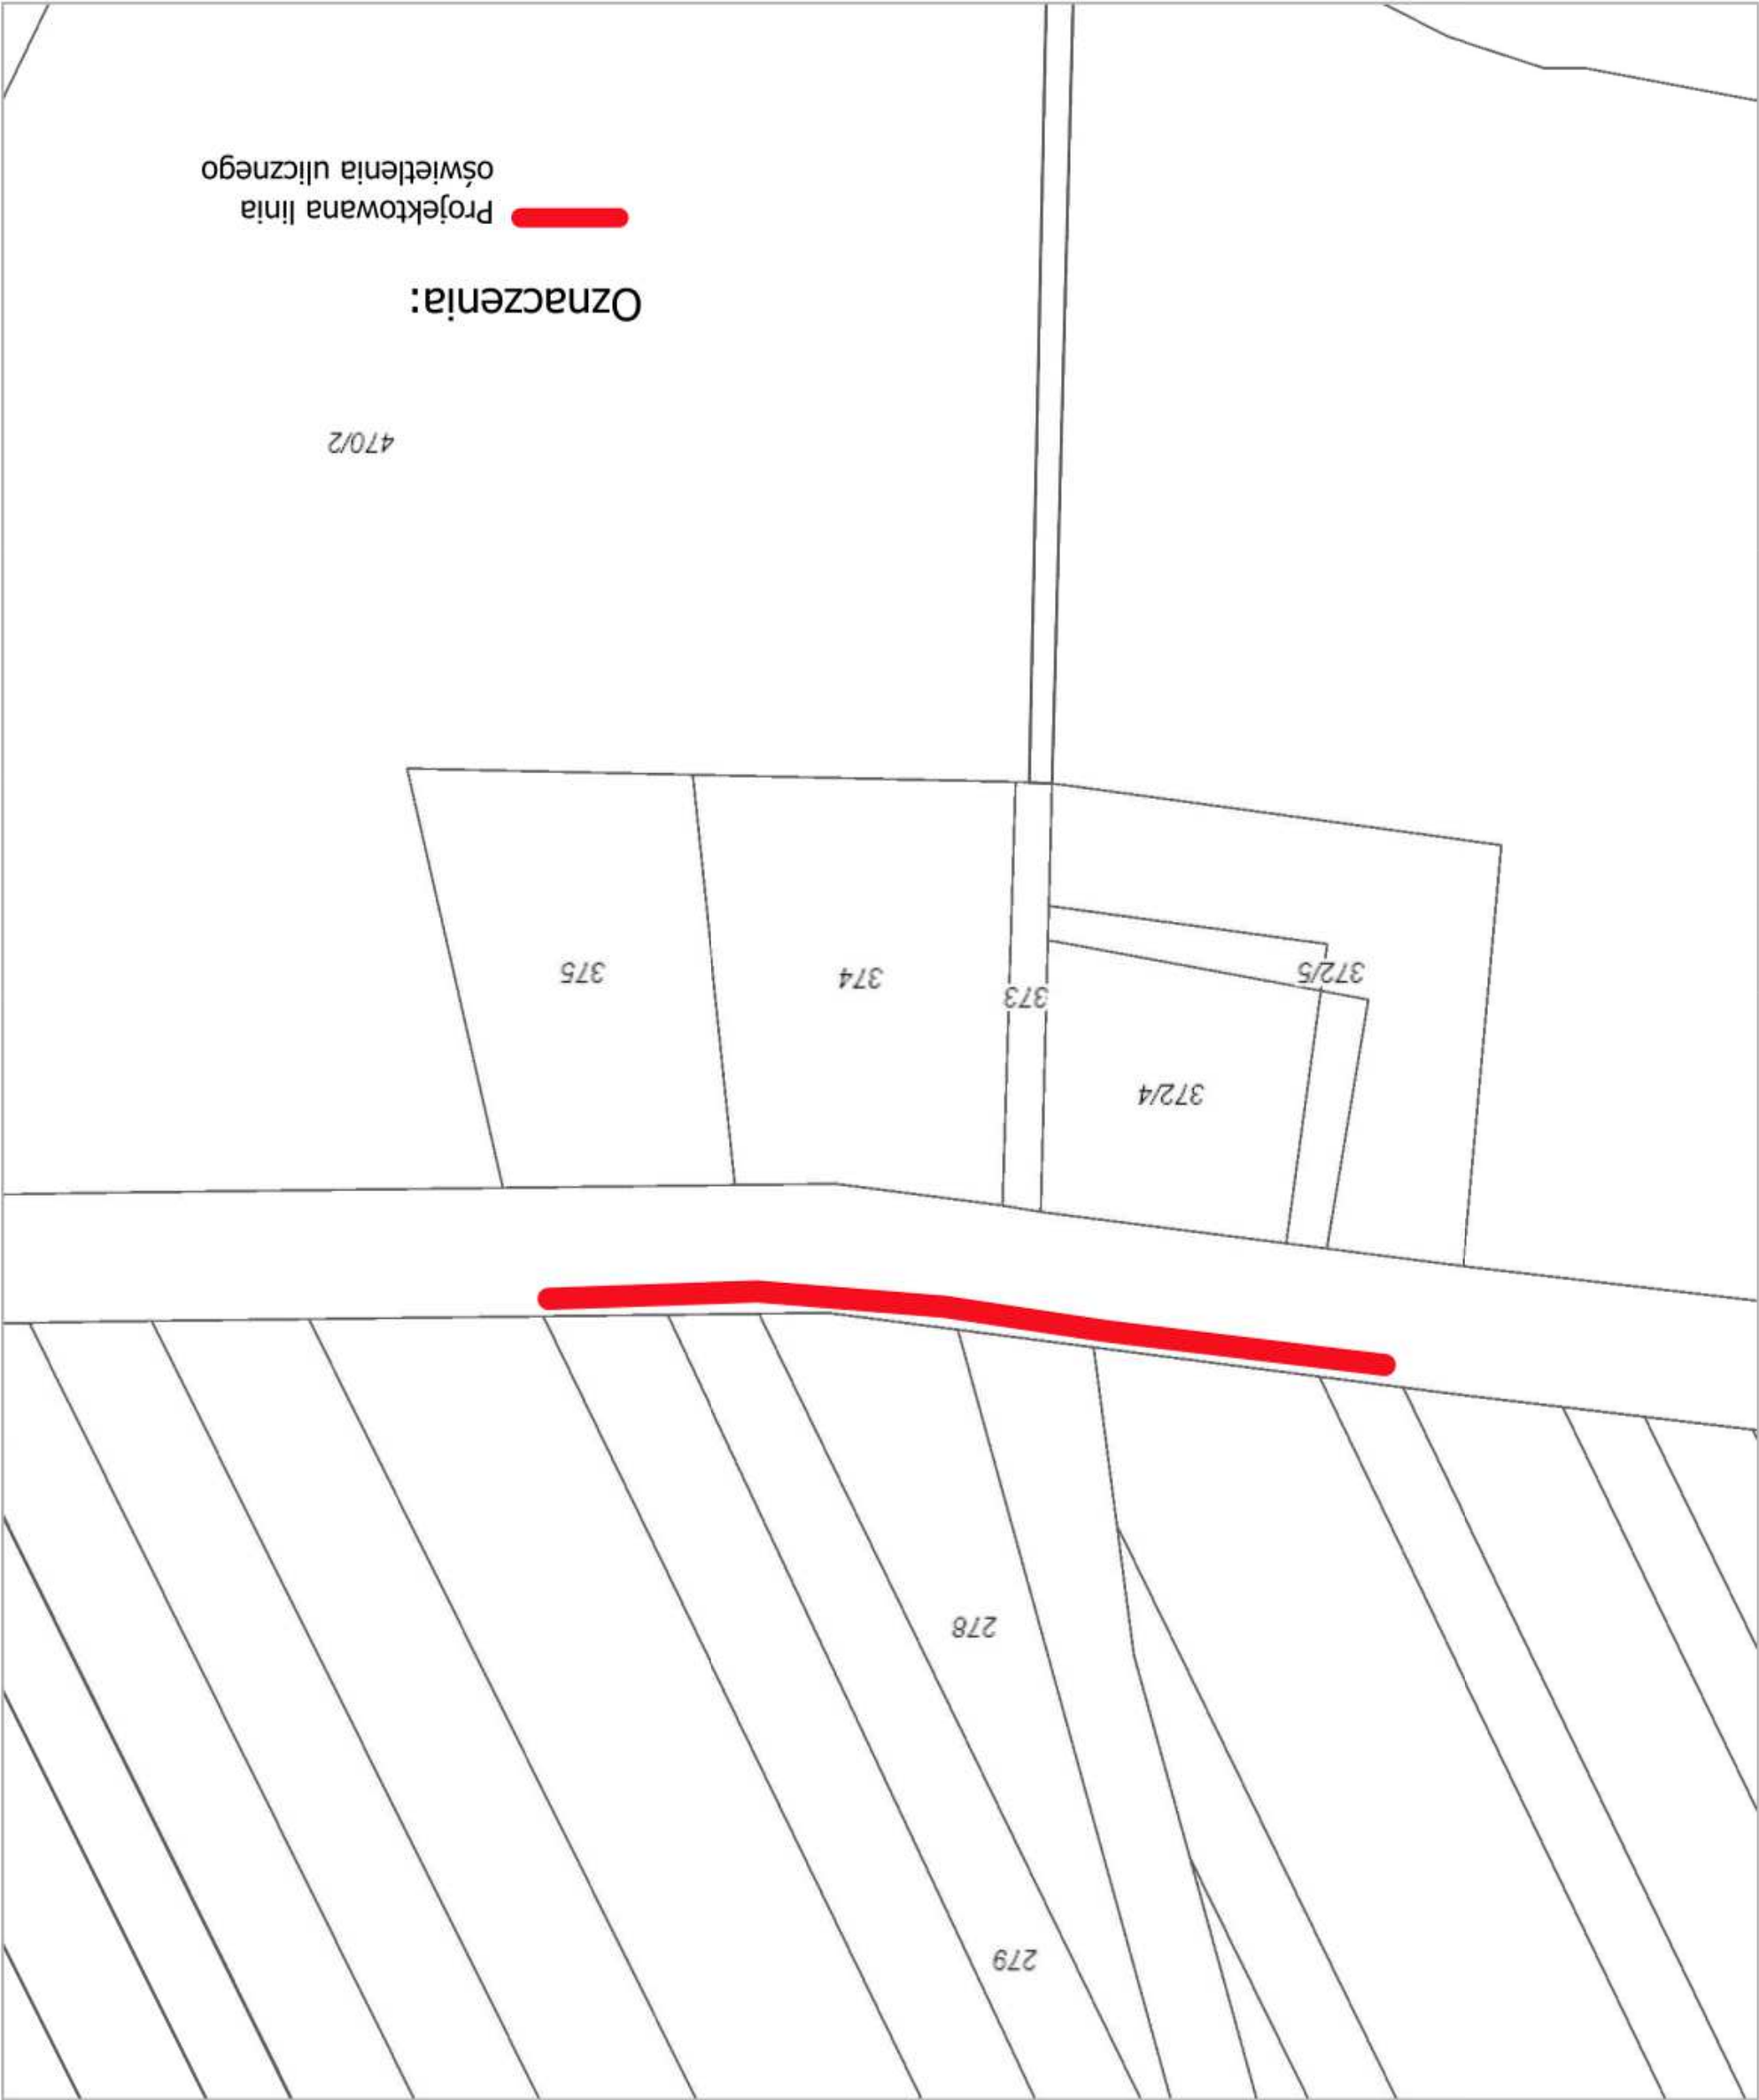 279
278
372/4
373
374
375
372/5
470/2
Oznaczenia:
Projektowana linia
oświetlenia ulicznego